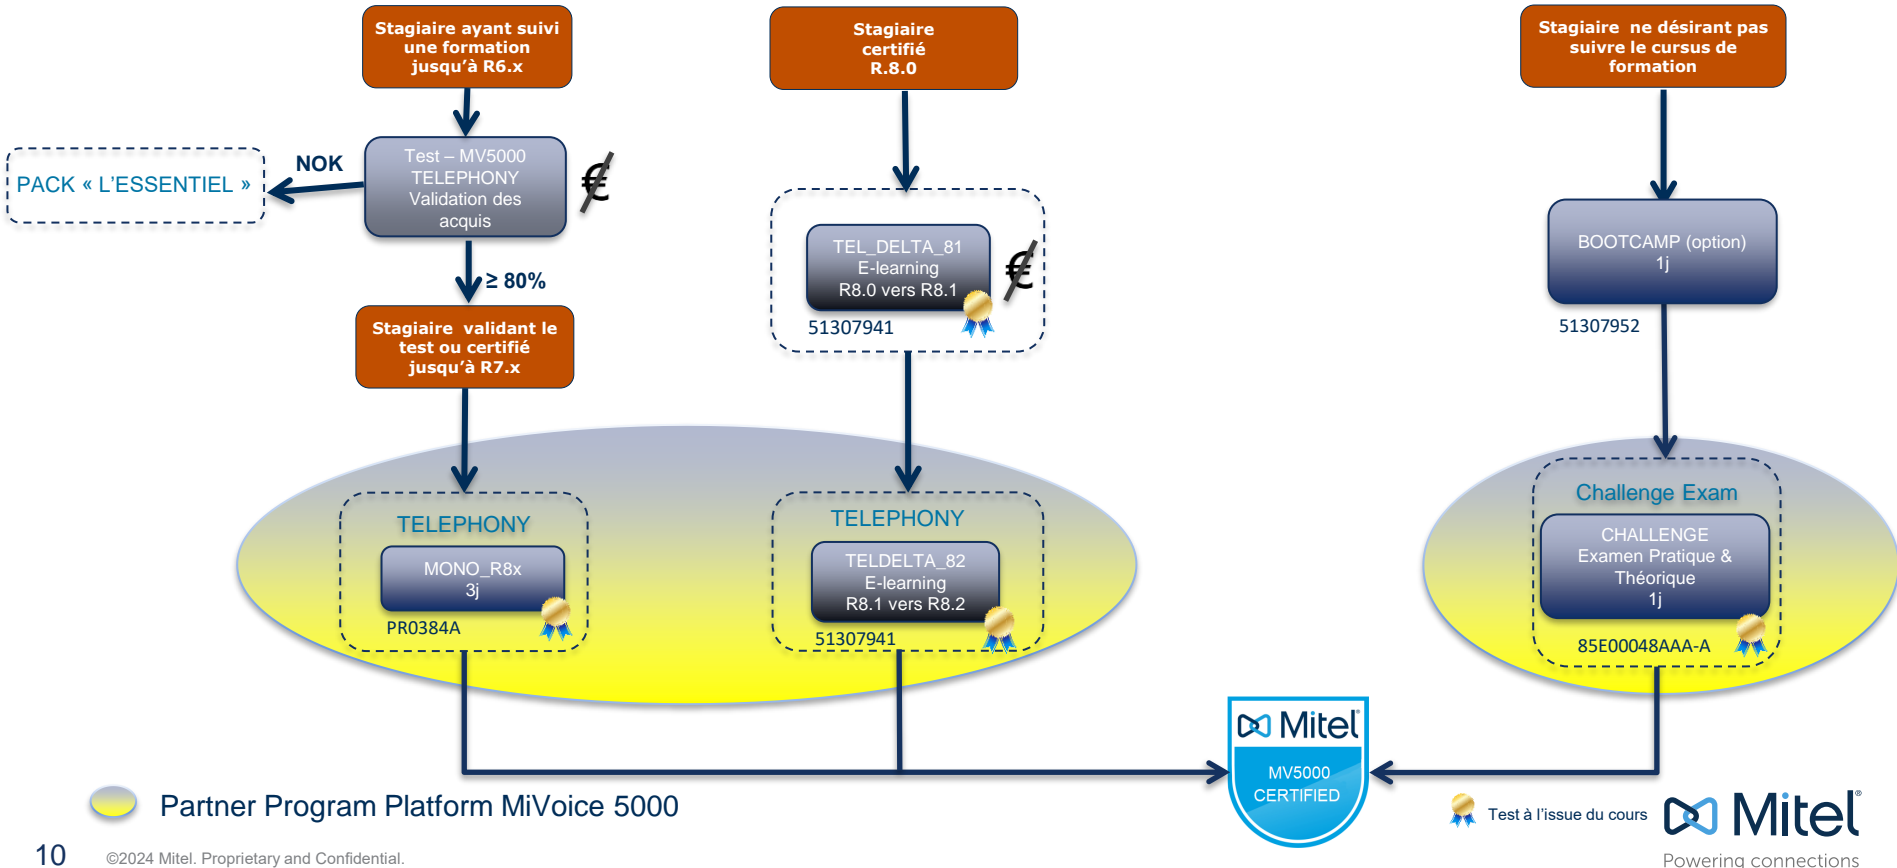 Stagiaire ayant suivi
une formation
jusqu'à R6.x
Stagiaire
certifié
R.8.0
Stagiaire ne désirant pas
suivre le cursus de
formation
PACK « L'ESSENTIEL »
NOK
Test – MV5000
TELEPHONY
Validation des
acquis
€
≥ 80%
TEL_DELTA_81
E-learning
R8.0 vers R8.1
€
51307941
BOOTCAMP (option)
1j
51307952
Stagiaire validant le
test ou certifié
jusqu'à R7.x
TELEPHONY
MONO_R8x
3j
PR0384A
TELEPHONY
TELDELTA_82
E-learning
R8.1 vers R8.2
51307941
Challenge Exam
CHALLENGE
Examen Pratique &
Théorique
1j
85E00048AAA-A
Mitel
MV5000
CERTIFIED
Partner Program Platform MiVoice 5000
Test à l'issue du cours
Mitel
Powering connections
10
©2024 Mitel. Proprietary and Confidential.